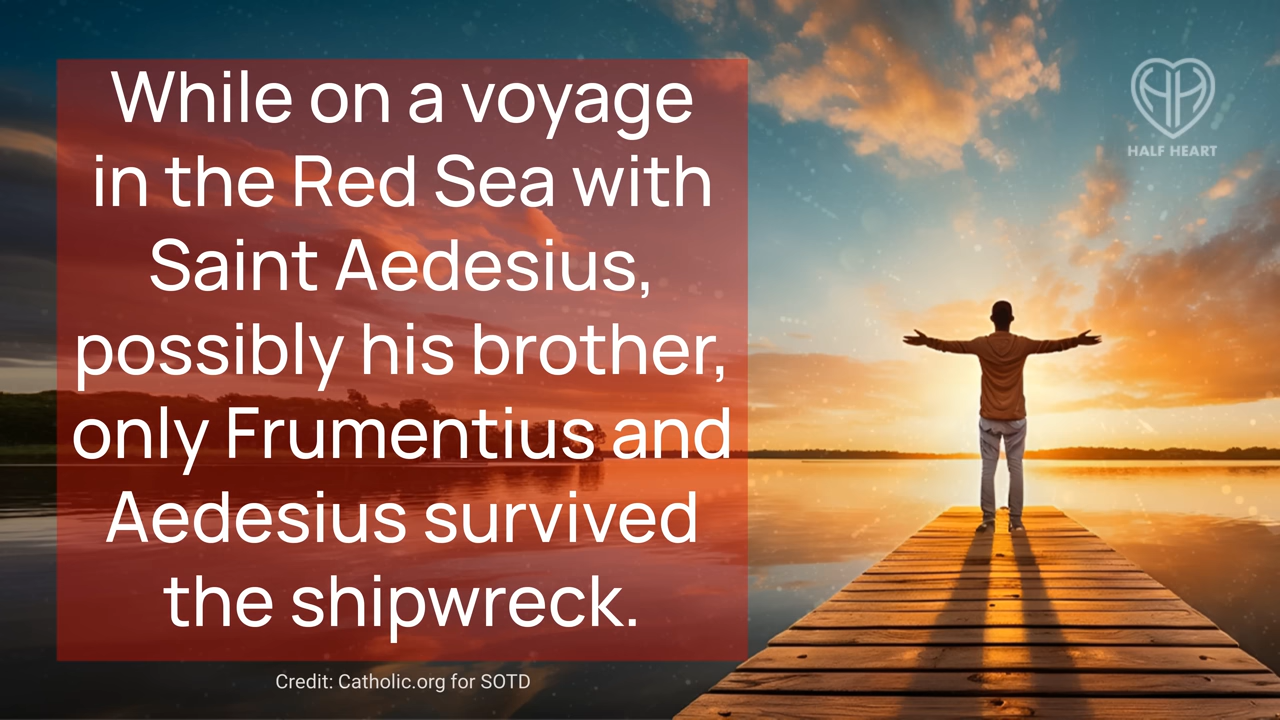 While on a voyage
in the Red Sea with
Saint Aedesius,
possibly his brother,
only Frumentius and
Aedesius survived
the shipwreck.
HALF HEART
Credit: Catholic.org for SOTD